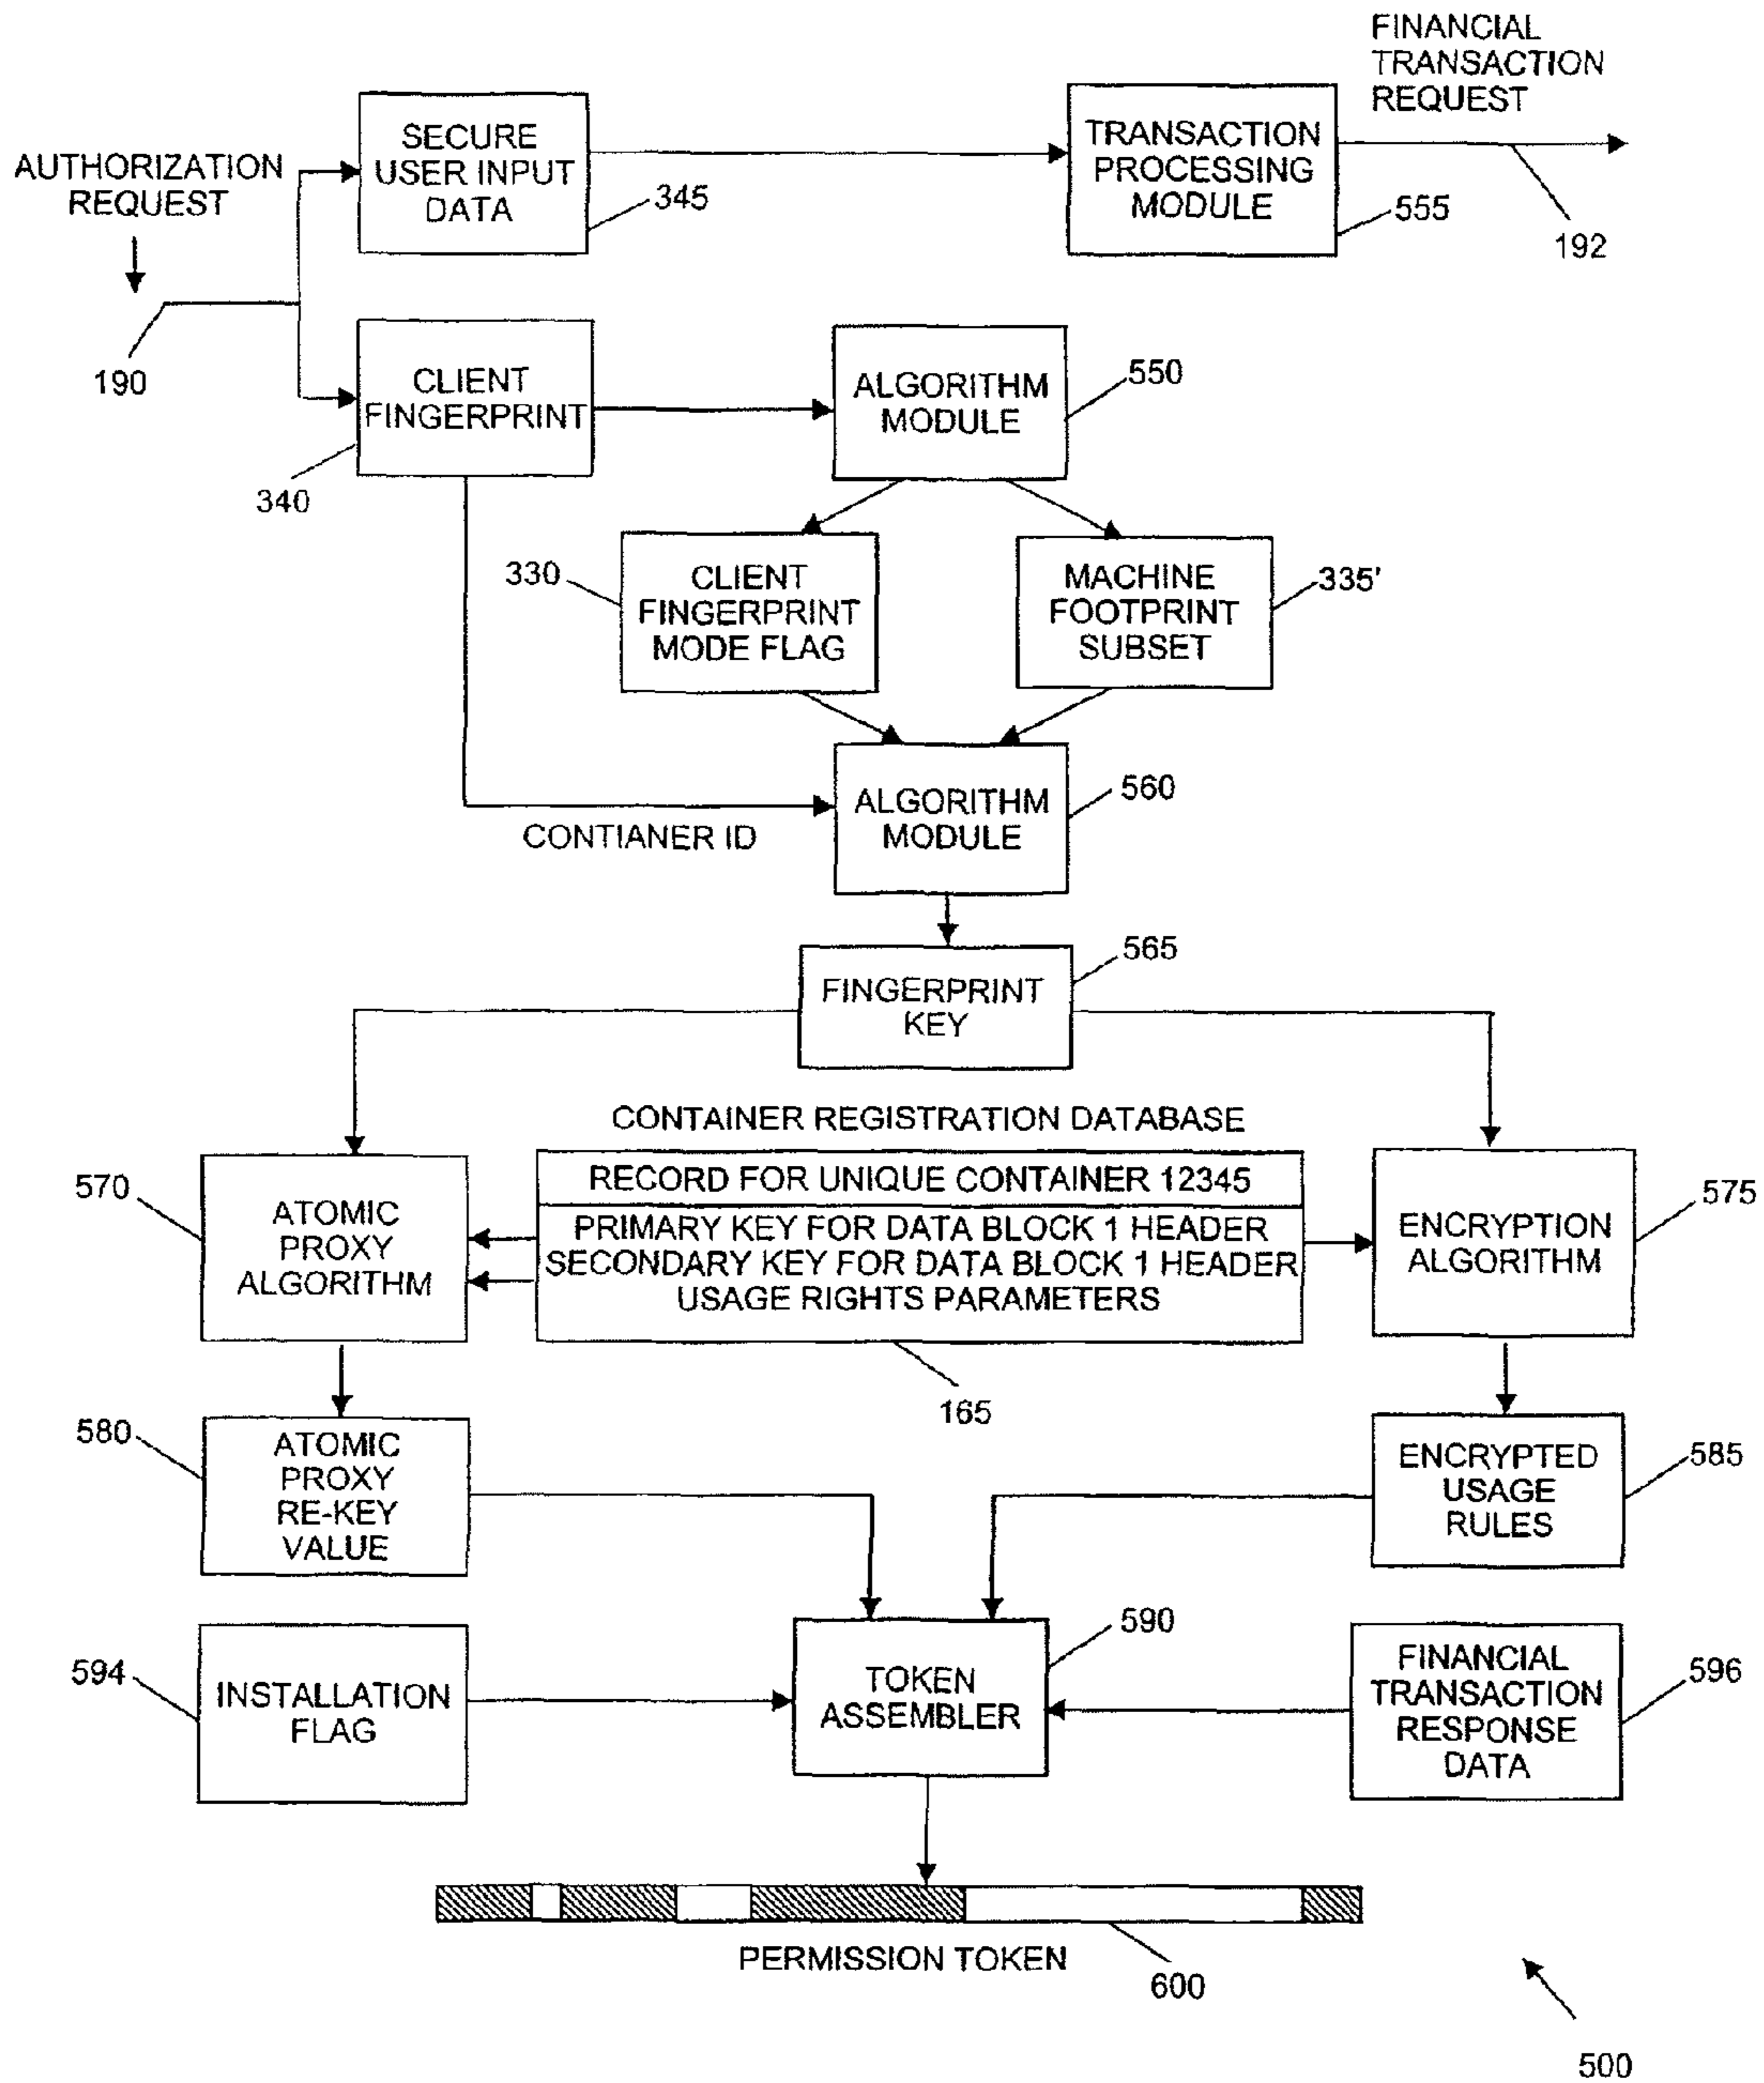 FINANCIAL
TRANSACTION
REQUEST
AUTHORIZATION
REQUEST
190
SECURE
USER INPUT
DATA
345
TRANSACTION
PROCESSING
MODULE
555
192
CLIENT
FINGERPRINT
340
ALGORITHM
MODULE
550
330
CLIENT
FINGERPRINT
MODE FLAG
MACHINE
FOOTPRINT
SUBSET
335'
ALGORITHM
MODULE
560
CONTIANER ID
FINGERPRINT
KEY
565
CONTAINER REGISTRATION DATABASE
RECORD FOR UNIQUE CONTAINER 12345
PRIMARY KEY FOR DATA BLOCK 1 HEADER
SECONDARY KEY FOR DATA BLOCK 1 HEADER
USAGE RIGHTS PARAMETERS
165
570
ATOMIC
PROXY
ALGORITHM
ENCRYPTION
ALGORITHM
575
580
ATOMIC
PROXY
RE-KEY
VALUE
ENCRYPTED
USAGE
RULES
585
594
INSTALLATION
FLAG
TOKEN
ASSEMBLER
590
FINANCIAL
TRANSACTION
RESPONSE
DATA
596
PERMISSION TOKEN
600
500